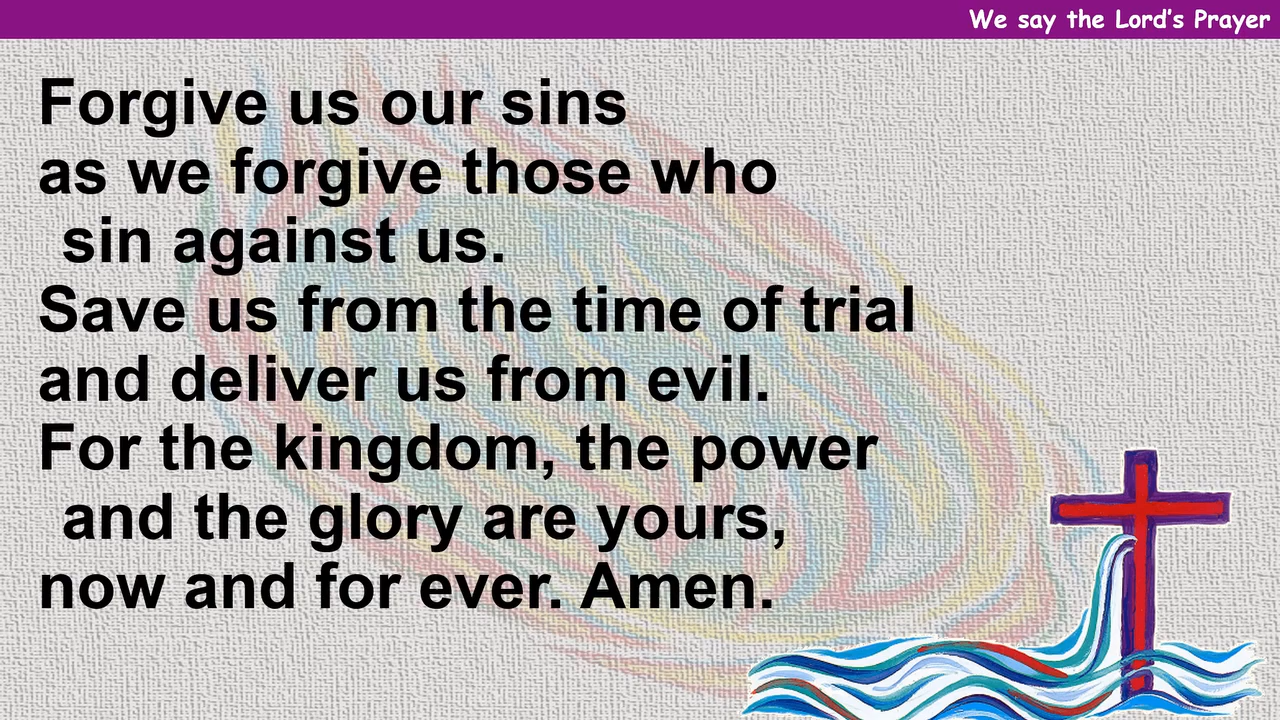 We say the Lord's Prayer
Forgive us our sins
as we forgive those who
sin against us.
Save us from the time of trial
and deliver us from evil.
For the kingdom, the power
and the glory are yours,
now and for ever. Amen.